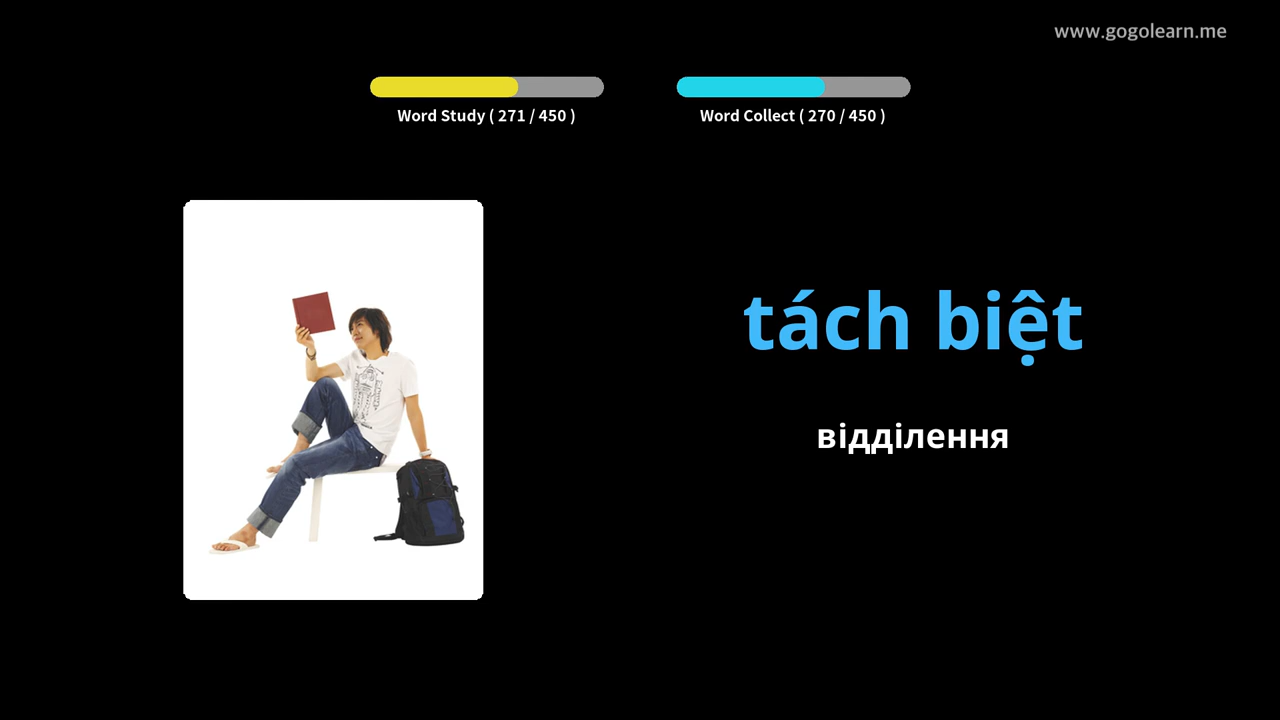 www.gogolearn.me
Word Study ( 271 / 450 )
Word Collect ( 270 / 450 )
tách biệt
відділення